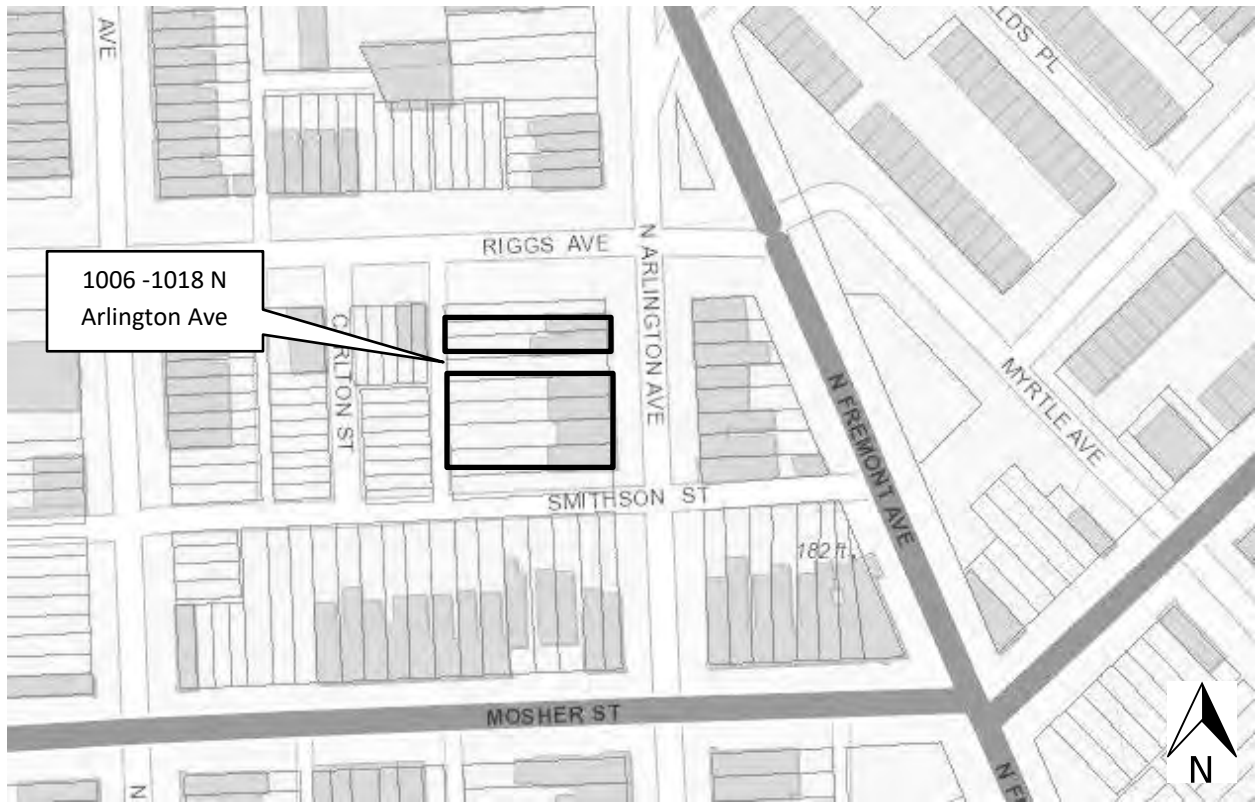 AVE
LDS PL
RIGGS AVE
N ARLINGTON AVE
1006 -1018 N
Arlington Ave
CARLTON ST
MYRTLE AVE
N FREMONT AVE
SMITHSON ST
182 ft
MOSHER ST
N
N FR
N